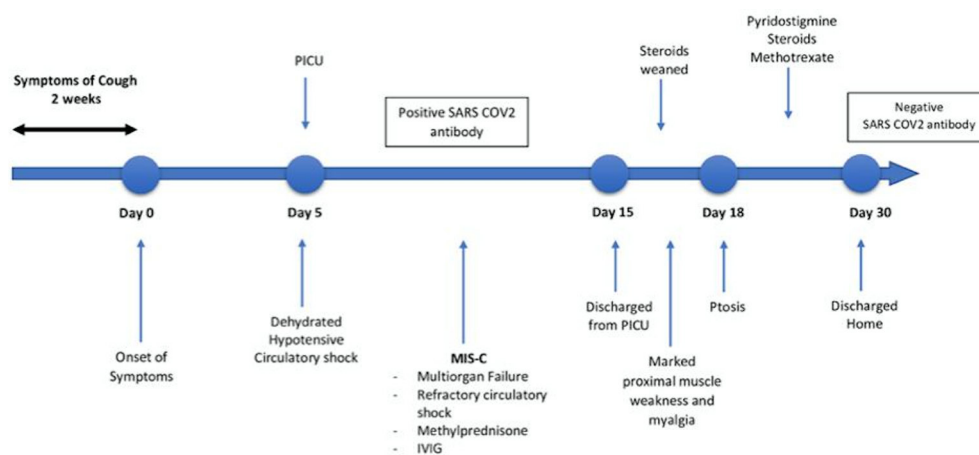 Symptoms of Cough
2 weeks
PICU
Positive SARS COV2
antibody
Steroids
weaned
Pyridostigmine
Steroids
Methotrexate
Negative
SARS COV2 antibody
Day 0
Day 5
Day 15
Day 18
Day 30
Onset of
Symptoms
Dehydrated
Hypotensive
Circulatory shock
MIS-C
- Multiorgan Failure
- Refractory circulatory
shock
- Methylprednisone
- IVIG
Discharged
from PICU
Marked
proximal muscle
weakness and
myalgia
Ptosis
Discharged
Home